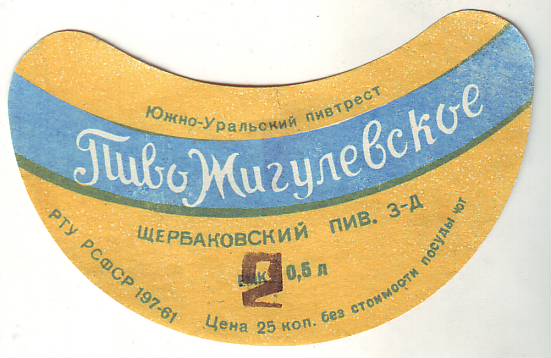 Южно-Уральский пивтрест
Пиво Жигулевское
ЩЕРБАКОВСКИЙ ПИВ. З-Д
РТУ РСФСР 197-61
0,5 л
Цена 25 коп. без стоимости посуды